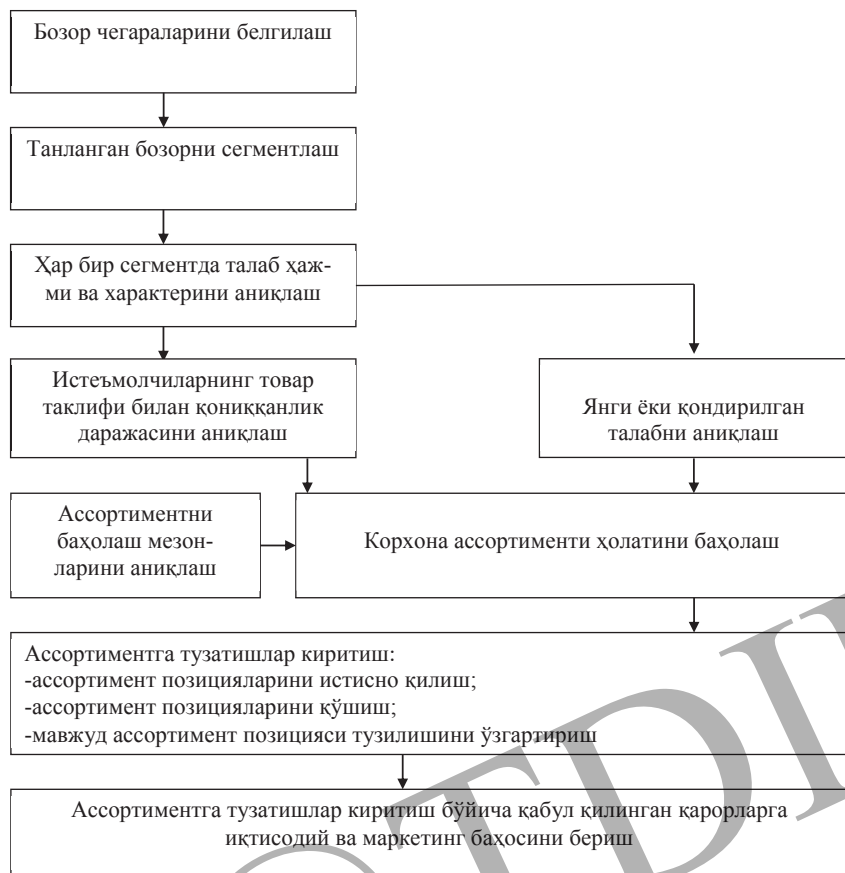 Бозор чегараларини белгилаш
Танланган бозорни сегментлаш
Ҳар бир сегментда талаб ҳаж-
ми ва характерини аниқлаш
Истеъмолчиларнинг товар
таклифи билан қониққанлик
даражасини аниқлаш
Янги ёки қондирилган
талабни аниқлаш
Ассортиментни
баҳолаш мезон-
ларини аниқлаш
Корхона ассортименти ҳолатини баҳолаш
Ассортиментга тузатишлар киритиш:
-ассортимент позицияларини истисно қилиш;
-ассортимент позицияларини қўшиш;
-мавжуд ассортимент позицияси тузилишини ўзгартириш
Ассортиментга тузатишлар киритиш бўйича қабул қилинган қарорларга
иқтисодий ва маркетинг баҳосини бериш